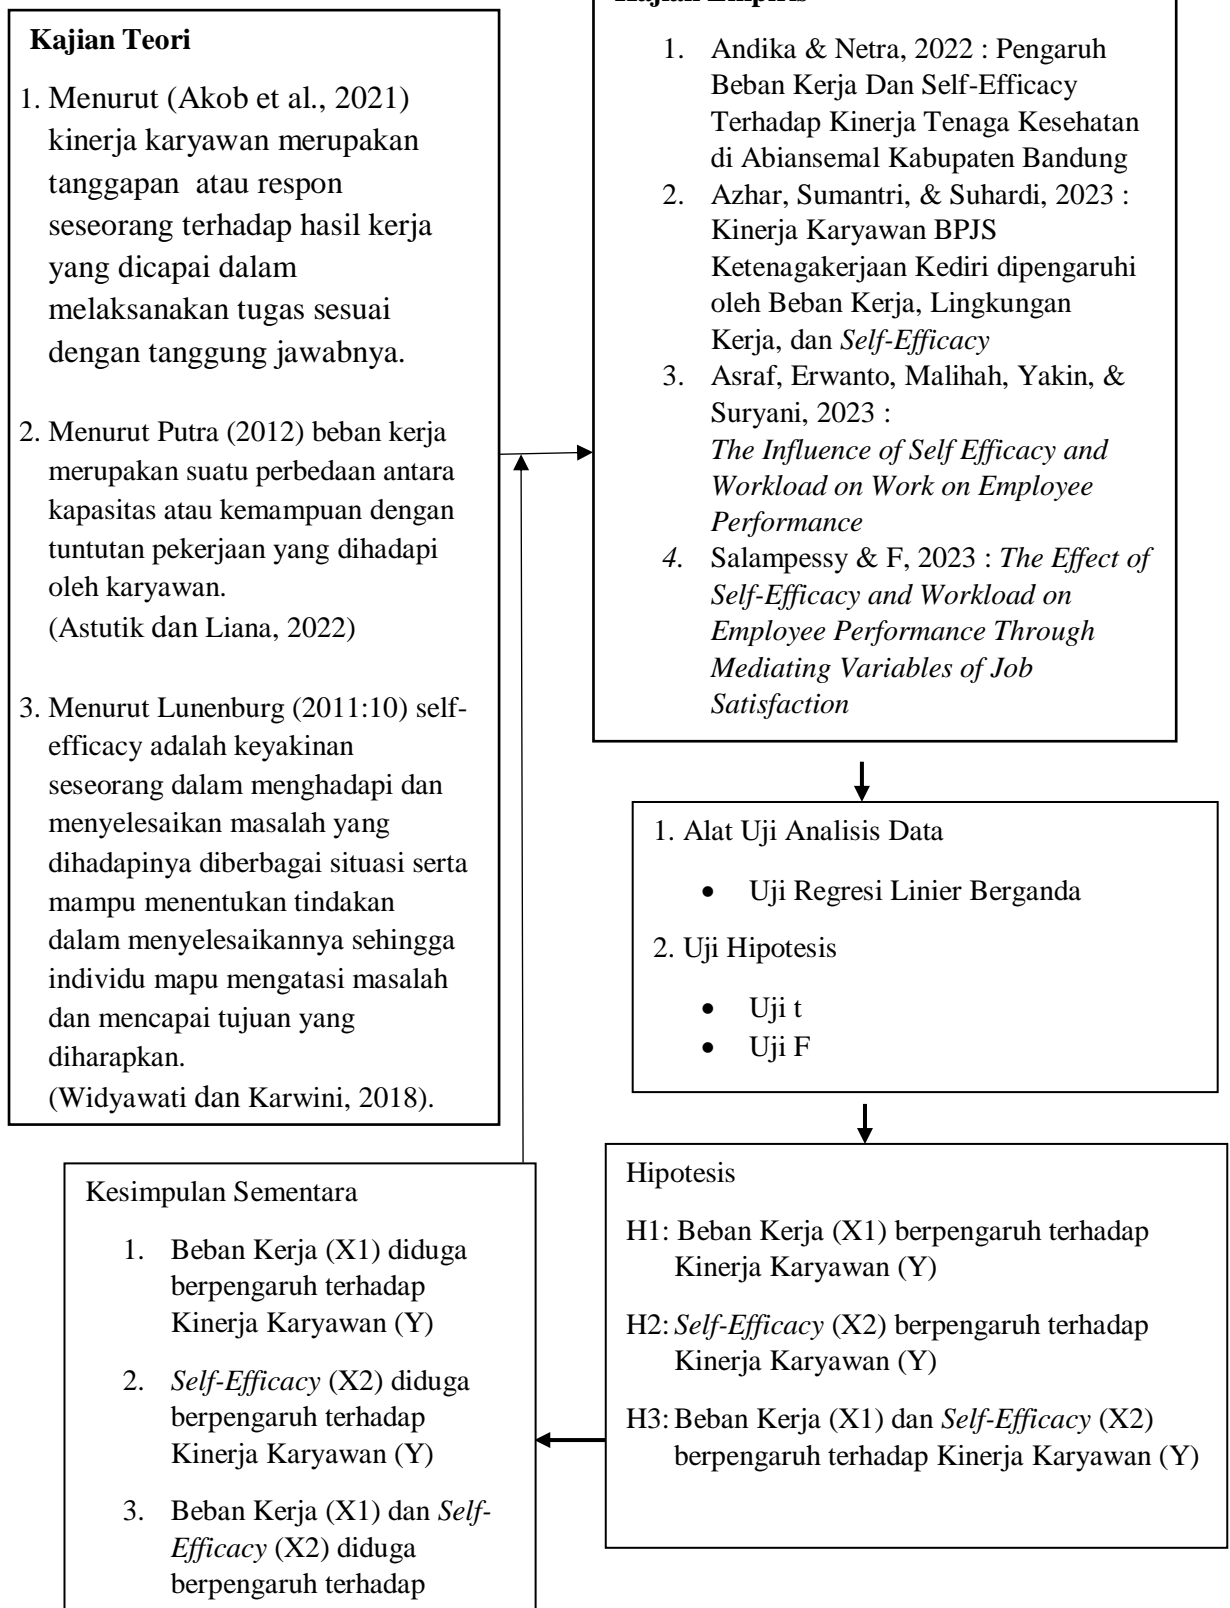 Kajian Teori
1. Menurut (Akob et al., 2021)
kinerja karyawan merupakan
tanggapan atau respon
seseorang terhadap hasil kerja
yang dicapai dalam
melaksanakan tugas sesuai
dengan tanggung jawabnya.
2. Menurut Putra (2012) beban kerja
merupakan suatu perbedaan antara
kapasitas atau kemampuan dengan
tuntutan pekerjaan yang dihadapi
oleh karyawan.
(Astutik dan Liana, 2022)
3. Menurut Lunenburg (2011:10) self-
efficacy adalah keyakinan
seseorang dalam menghadapi dan
menyelesaikan masalah yang
dihadapinya diberbagai situasi serta
mampu menentukan tindakan
dalam menyelesaikannya sehingga
individu mapu mengatasi masalah
dan mencapai tujuan yang
diharapkan.
(Widyawati dan Karwini, 2018).
1. Andika & Netra, 2022 : Pengaruh
Beban Kerja Dan Self-Efficacy
Terhadap Kinerja Tenaga Kesehatan
di Abiansemal Kabupaten Bandung
2. Azhar, Sumantri, & Suhardi, 2023 :
Kinerja Karyawan BPJS
Ketenagakerjaan Kediri dipengaruhi
oleh Beban Kerja, Lingkungan
Kerja, dan Self-Efficacy
3. Asraf, Erwanto, Malihah, Yakin, &
Suryani, 2023 :
The Influence of Self Efficacy and
Workload on Work on Employee
Performance
4. Salampessy & F, 2023 : The Effect of
Self-Efficacy and Workload on
Employee Performance Through
Mediating Variables of Job
Satisfaction
1. Alat Uji Analisis Data
• Uji Regresi Linier Berganda
2. Uji Hipotesis
• Uji t
• Uji F
Hipotesis
H1: Beban Kerja (X1) berpengaruh terhadap
Kinerja Karyawan (Y)
H2: Self-Efficacy (X2) berpengaruh terhadap
Kinerja Karyawan (Y)
H3: Beban Kerja (X1) dan Self-Efficacy (X2)
berpengaruh terhadap Kinerja Karyawan (Y)
Kesimpulan Sementara
1. Beban Kerja (X1) diduga
berpengaruh terhadap
Kinerja Karyawan (Y)
2. Self-Efficacy (X2) diduga
berpengaruh terhadap
Kinerja Karyawan (Y)
3. Beban Kerja (X1) dan Self-
Efficacy (X2) diduga
berpengaruh terhadap